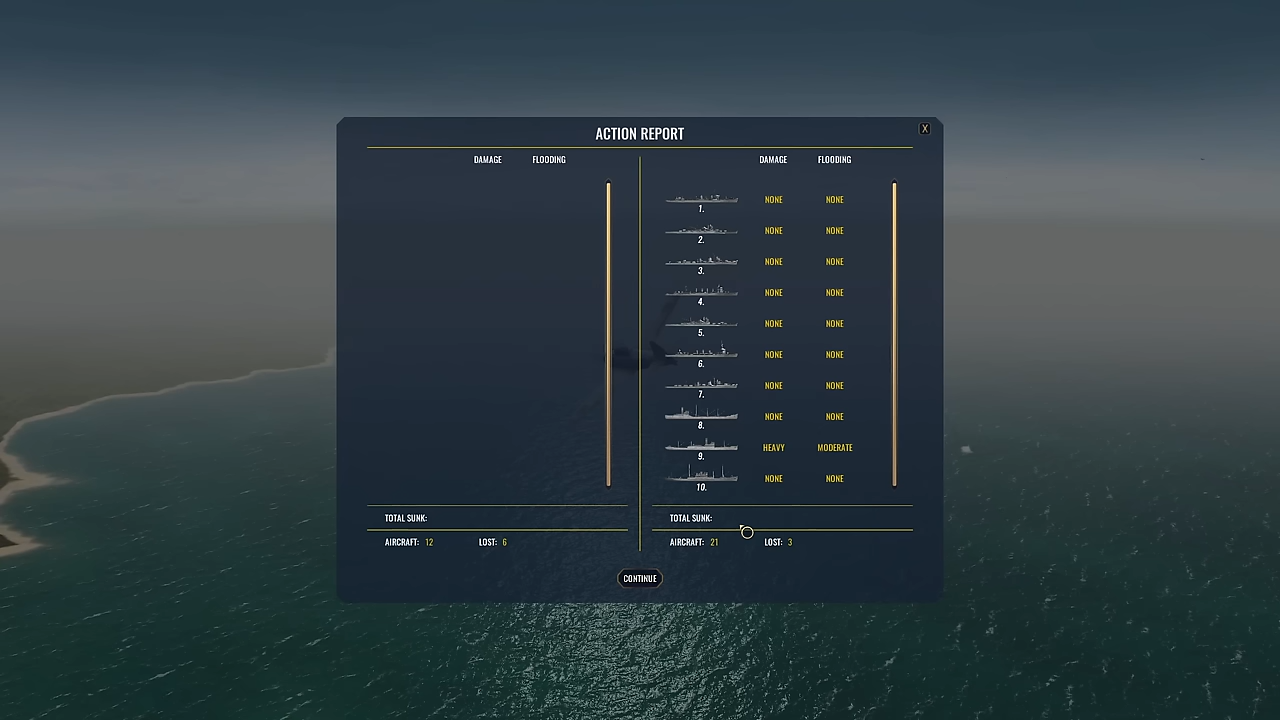 ACTION REPORT
X
DAMAGE FLOODING
DAMAGE FLOODING
1. NONE NONE
2. NONE NONE
3. NONE NONE
4. NONE NONE
5. NONE NONE
6. NONE NONE
7. NONE NONE
8. NONE NONE
9. HEAVY MODERATE
10. NONE NONE
TOTAL SUNK:
AIRCRAFT: 12 LOST: 6
TOTAL SUNK:
AIRCRAFT: 21 LOST: 3
CONTINUE